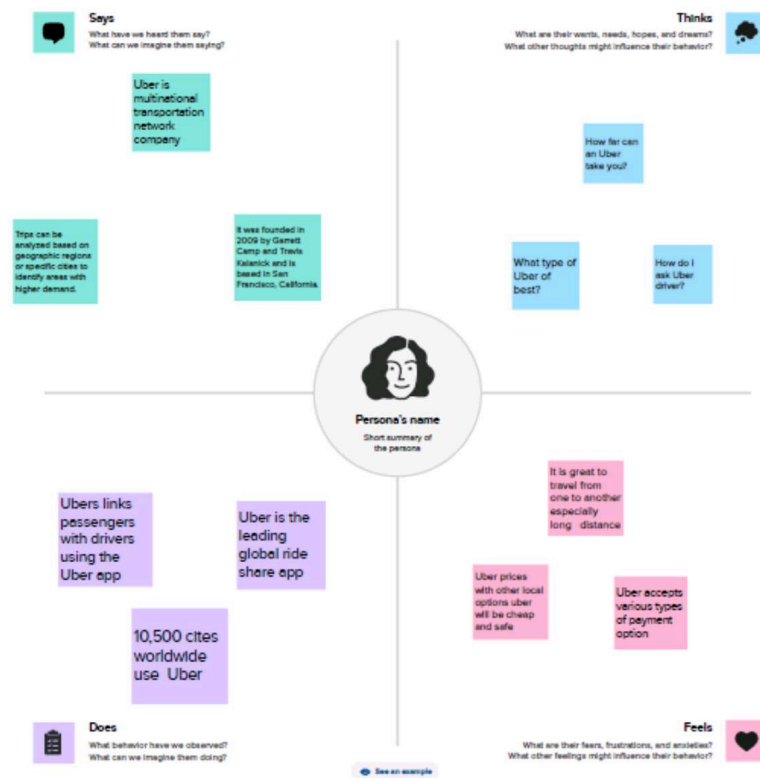 Says
What have we heard them say?
What can we imagine them saying?
Thinks
What are their wants, needs, hopes, and dreams?
What other thoughts might influence their behavior?
Uber is
multinational
transportation
network
company
Trips can be
analyzed based on
geographic regions
or specific cities to
identify areas with
higher demand.
It was founded in
2009 by Garrett
Camp and Travis
Kalanick and is
based in San
Francisco, California.
How far can
an Uber
take you?
What type of
Uber of
best?
How do I
ask Uber
driver?
Persona's name
Short summary of
the persona
Ubers links
passengers
with drivers
using the
Uber app
Uber is the
leading
global ride
share app
10,500 cites
worldwide
use Uber
It is great to
travel from
one to another
especially
long distance
Uber prices
with other local
options uber
will be cheap
and safe
Uber accepts
various types
of payment
option
Does
What behavior have we observed?
What can we imagine them doing?
Feels
What are their fears, frustrations, and anxieties?
What other feelings might influence their behavior?
See an example